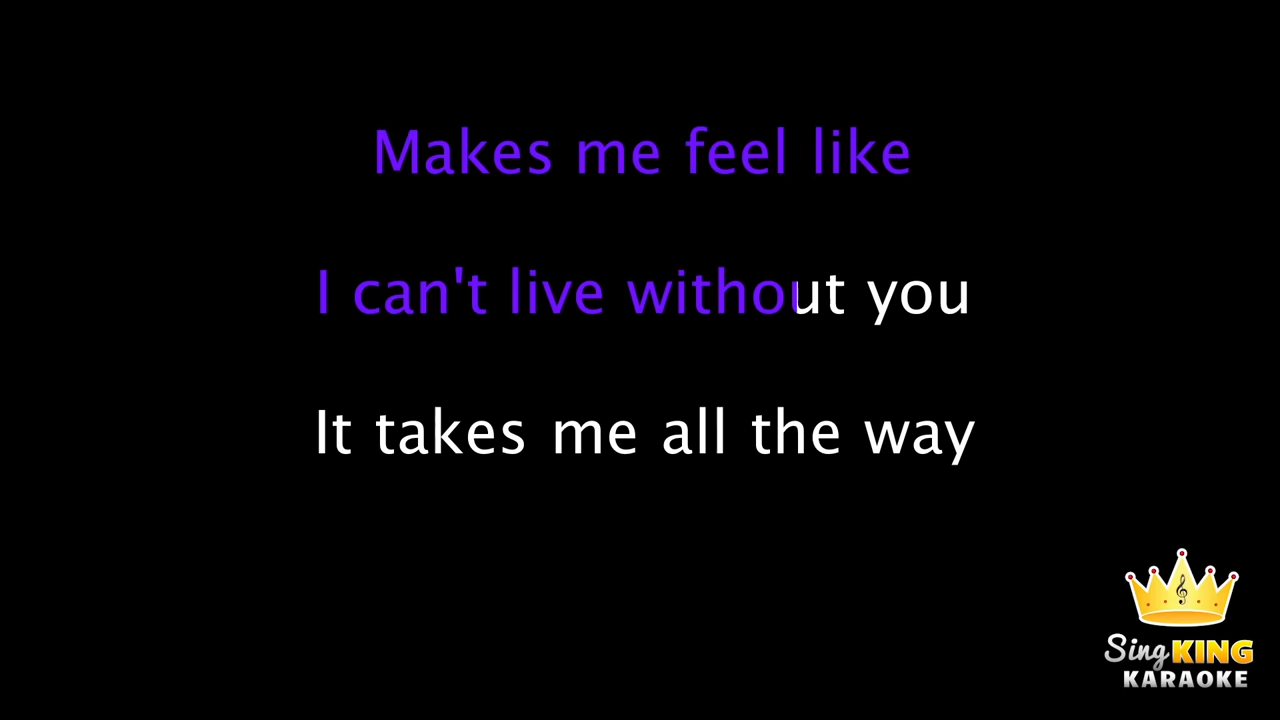 Makes me feel like
I can't live without you
It takes me all the way
Sing KING
KARAOKE